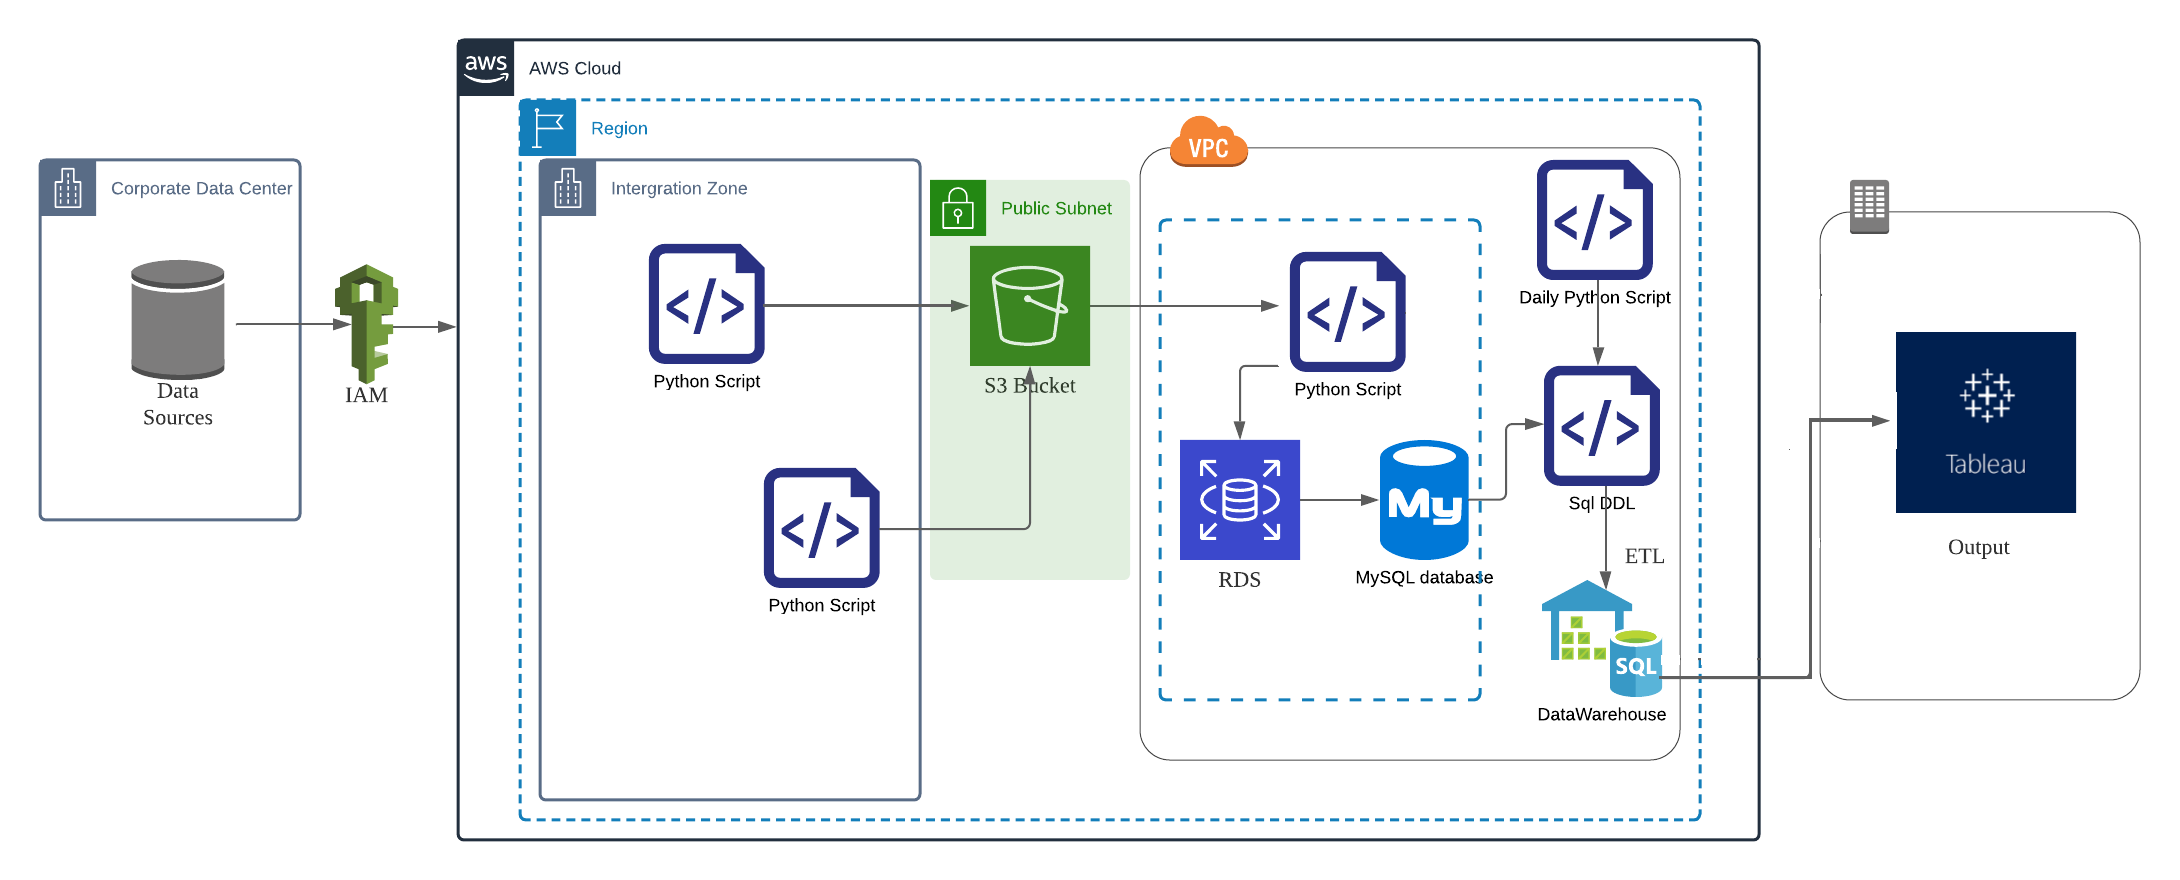 aws
AWS Cloud
Region
VPC
Corporate Data Center
Intergration Zone
Public Subnet
</>
Daily Python Script
</>
Python Script
S3 Bucket
</>
Python Script
Data
Sources
IAM
</>
Sql DDL
Tableau
</>
Python Script
RDS
My
MySQL database
ETL
Output
SQL
DataWarehouse